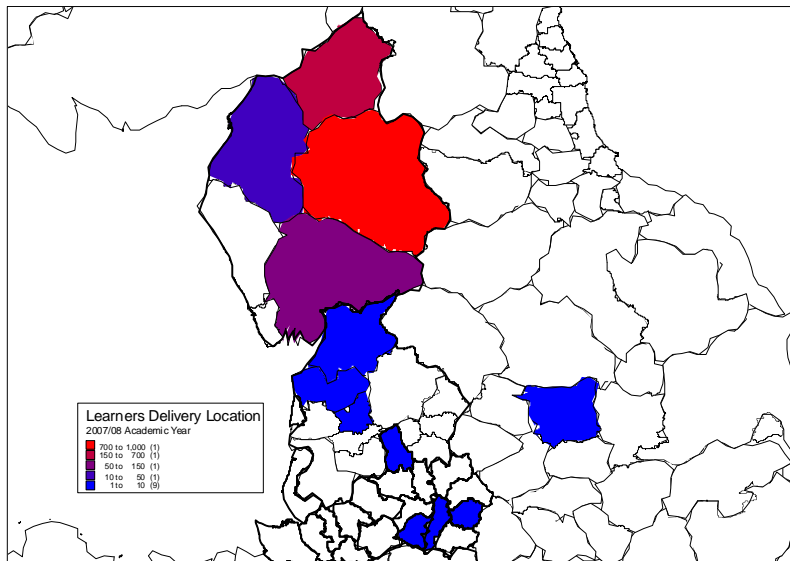 Learners Delivery Location
2007/08 Academic Year
700 to 1,000 (1)
150 to 700 (1)
50 to 150 (1)
10 to 50 (1)
1 to 10 (9)